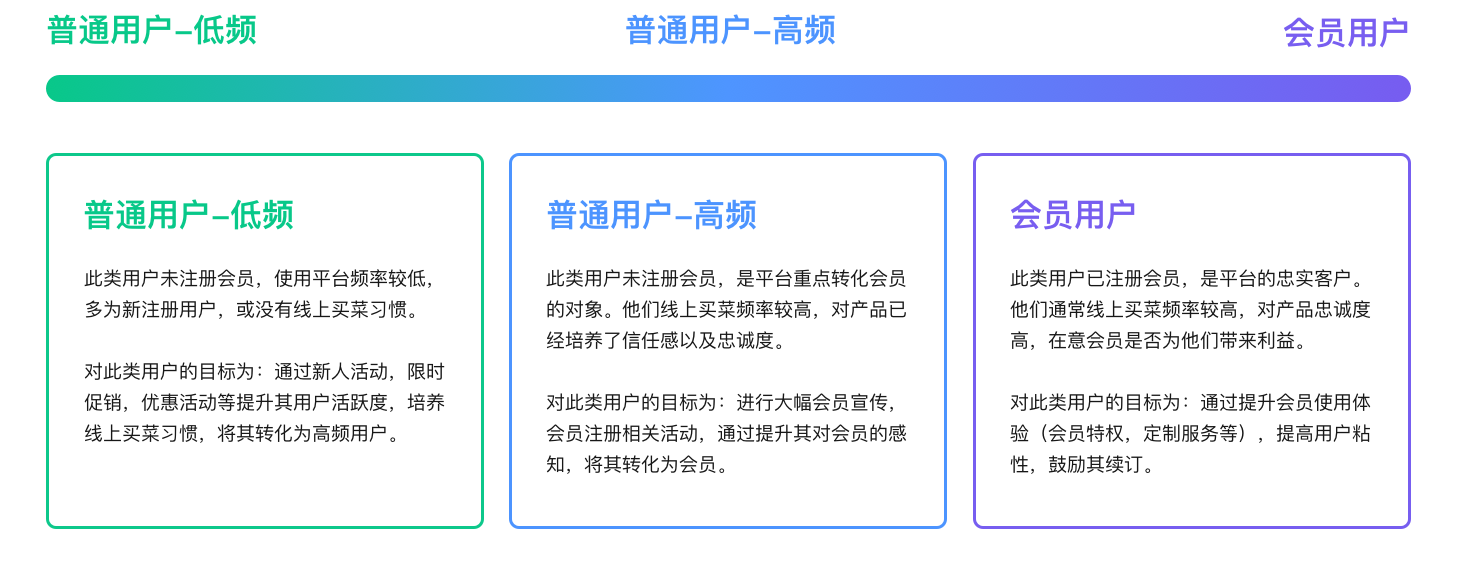 普通用户–低频
普通用户–高频
会员用户
普通用户–低频
此类用户未注册会员，使用平台频率较低，
多为新注册用户，或没有线上买菜习惯。
对此类用户的目标为：通过新人活动，限时
促销，优惠活动等提升其用户活跃度，培养
线上买菜习惯，将其转化为高频用户。
普通用户–高频
此类用户未注册会员，是平台重点转化会员
的对象。他们线上买菜频率较高，对产品已
经培养了信任感以及忠诚度。
对此类用户的目标为：进行大幅会员宣传，
会员注册相关活动，通过提升其对会员的感
知，将其转化为会员。
会员用户
此类用户已注册会员，是平台的忠实客户。
他们通常线上买菜频率较高，对产品忠诚度
高，在意会员是否为他们带来利益。
对此类用户的目标为：通过提升会员使用体
验（会员特权，定制服务等），提高用户粘
性，鼓励其续订。